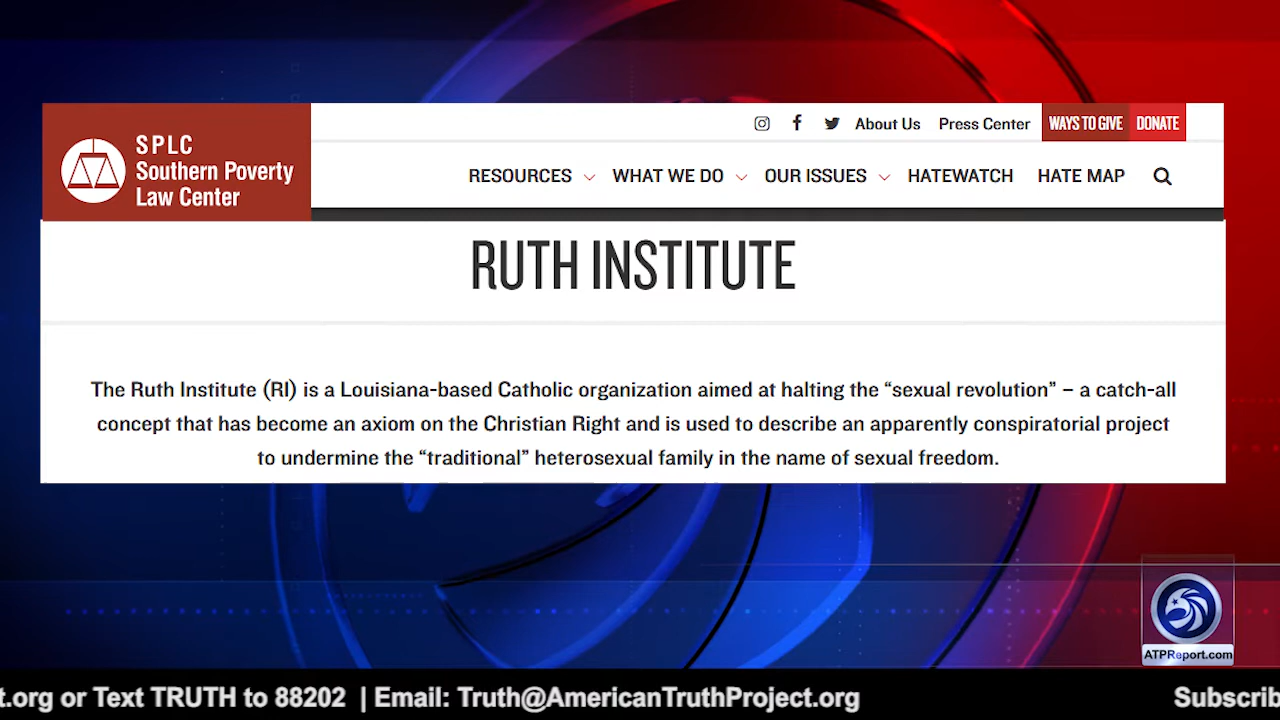 SPLC
Southern Poverty
Law Center
About Us Press Center WAYS TO GIVE DONATE
RESOURCES WHAT WE DO OUR ISSUES HATEWATCH HATE MAP
RUTH INSTITUTE
The Ruth Institute (RI) is a Louisiana-based Catholic organization aimed at halting the “sexual revolution” – a catch-all
concept that has become an axiom on the Christian Right and is used to describe an apparently conspiratorial project
to undermine the “traditional” heterosexual family in the name of sexual freedom.
ATPReport.com
t.org or Text TRUTH to 88202 | Email: Truth@AmericanTruthProject.org Subscrib